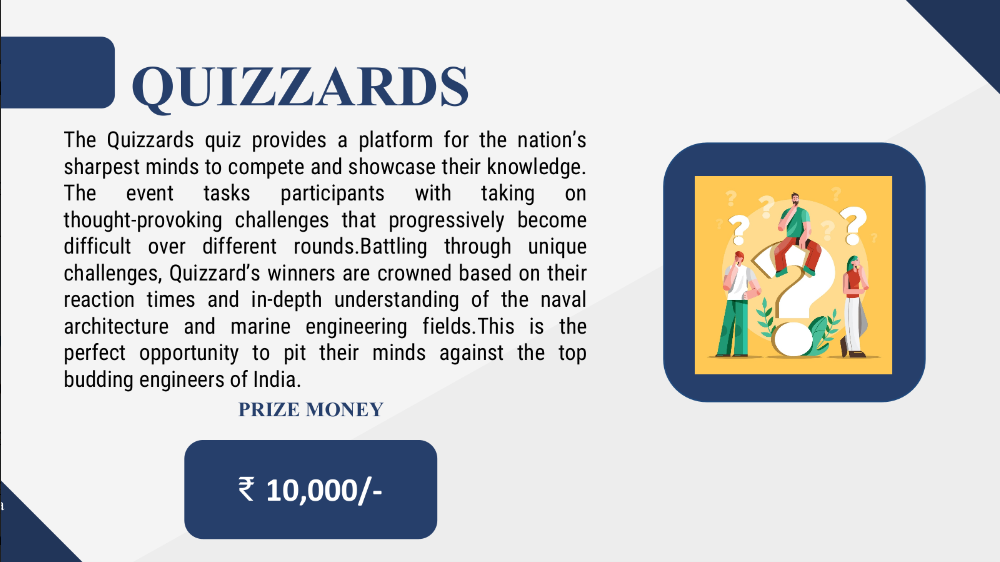 QUIZZARDS
The Quizzards quiz provides a platform for the nation’s
sharpest minds to compete and showcase their knowledge.
The event tasks participants with taking on
thought-provoking challenges that progressively become
difficult over different rounds.Battling through unique
challenges, Quizzard’s winners are crowned based on their
reaction times and in-depth understanding of the naval
architecture and marine engineering fields.This is the
perfect opportunity to pit their minds against the top
budding engineers of India.
PRIZE MONEY
₹ 10,000/-